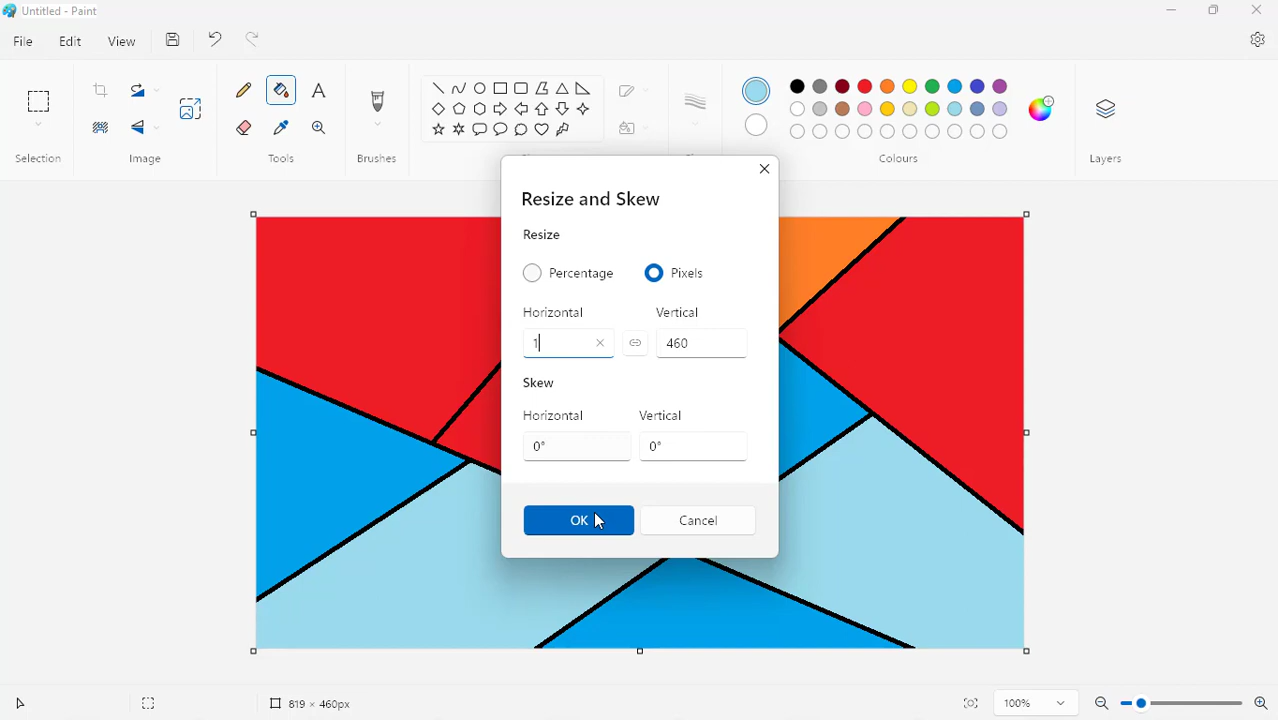 Untitled - Paint
File Edit View
Selection Image Tools Brushes Colours Layers
Resize and Skew
Resize
Percentage Pixels
Horizontal Vertical
1 460
Skew
Horizontal Vertical
0° 0°
OK Cancel
819 × 460px 100%